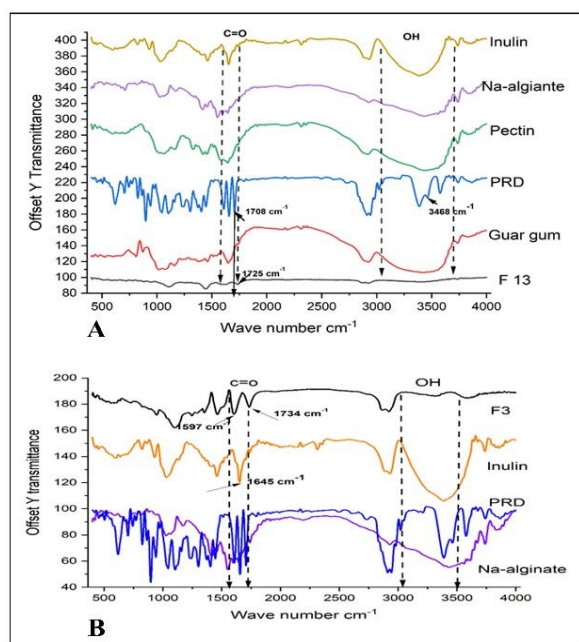 C=O
OH
Offset Y Transmittance
400
380
360
340
320
300
280
260
240
220
200
180
160
140
120
100
80
Inulin
Na-algiante
Pectin
PRD
1708 cm-1
3468 cm-1
Guar gum
1725 cm-1
F 13
500 1000 1500 2000 2500 3000 3500 4000
A
Wave number cm-1
C=O
OH
Offset Y transmittance
200
180
160
140
120
100
80
60
40
F3
1597 cm-1
1734 cm-1
Inulin
1645 cm-1
PRD
Na-alginate
500 1000 1500 2000 2500 3000 3500 4000
B
Wave number cm-1